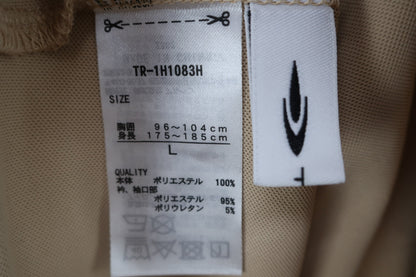 TR-1H1083H
SIZE
胸囲 96～104cm
身長 175～185cm
L
QUALITY
本体 ポリエステル 100%
衿、袖口部
ポリエステル 95%
ポリウレタン 5%